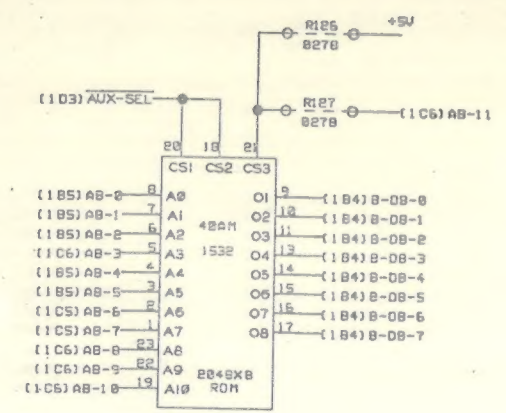 R126 +5V
0270
(1D3) AUX-SEL
R127 (1C6) AB-11
0270
20 18 21
CS1 CS2 CS3
(1B5) AB-0 8 A0 O1 9 (1B4) B-DB-0
(1B5) AB-1 7 A1 O2 10 (1B4) B-DB-1
(1B5) AB-2 6 A2 40AM O3 11 (1B4) B-DB-2
(1C6) AB-3 5 A3 1532 O4 13 (1B4) B-DB-3
(1B5) AB-4 4 A4 O5 14 (1B4) B-DB-4
(1B5) AB-5 3 A5 O6 15 (1B4) B-DB-5
(1C5) AB-6 2 A6 O7 16 (1B4) B-DB-6
(1C5) AB-7 1 A7 O8 17 (1B4) B-DB-7
(1C6) AB-8 23 A8
(1C6) AB-9 22 A9 2048X8
(1C6) AB-10 19 A10 ROM